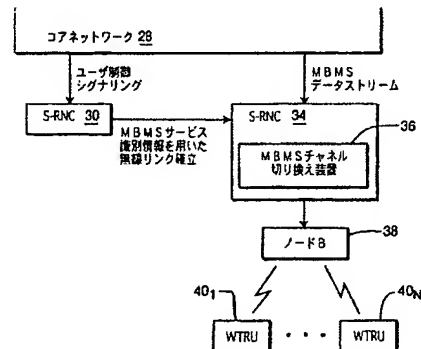 コアネットワーク 28
ユーザ制御
シグナリング
MBMS
データストリーム
S-RNC 30
S-RNC 34
36
MBMSサービス
識別情報を用いた
無線リンク確立
MBMSチャネル
切り換え装置
ノードB
38
40₁
40N
WTRU
・・・
WTRU